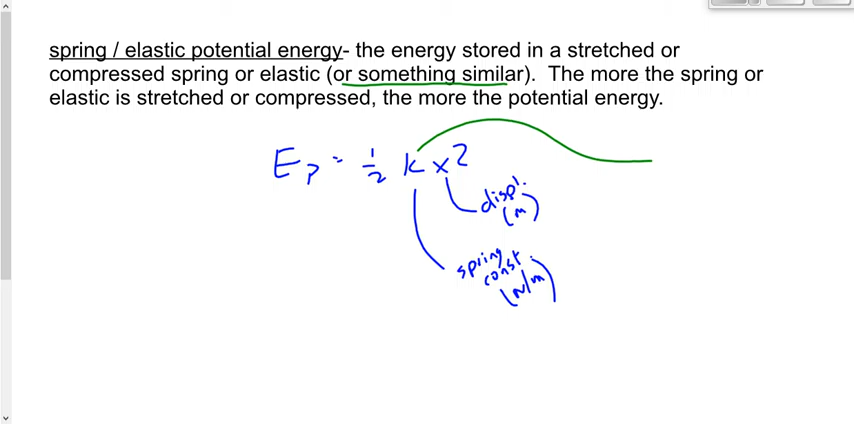 spring / elastic potential energy- the energy stored in a stretched or
compressed spring or elastic (or something similar).  The more the spring or
elastic is stretched or compressed, the more the potential energy.
Ep = 1/2 k x2
displ.
(m)
spring
const
(N/m)